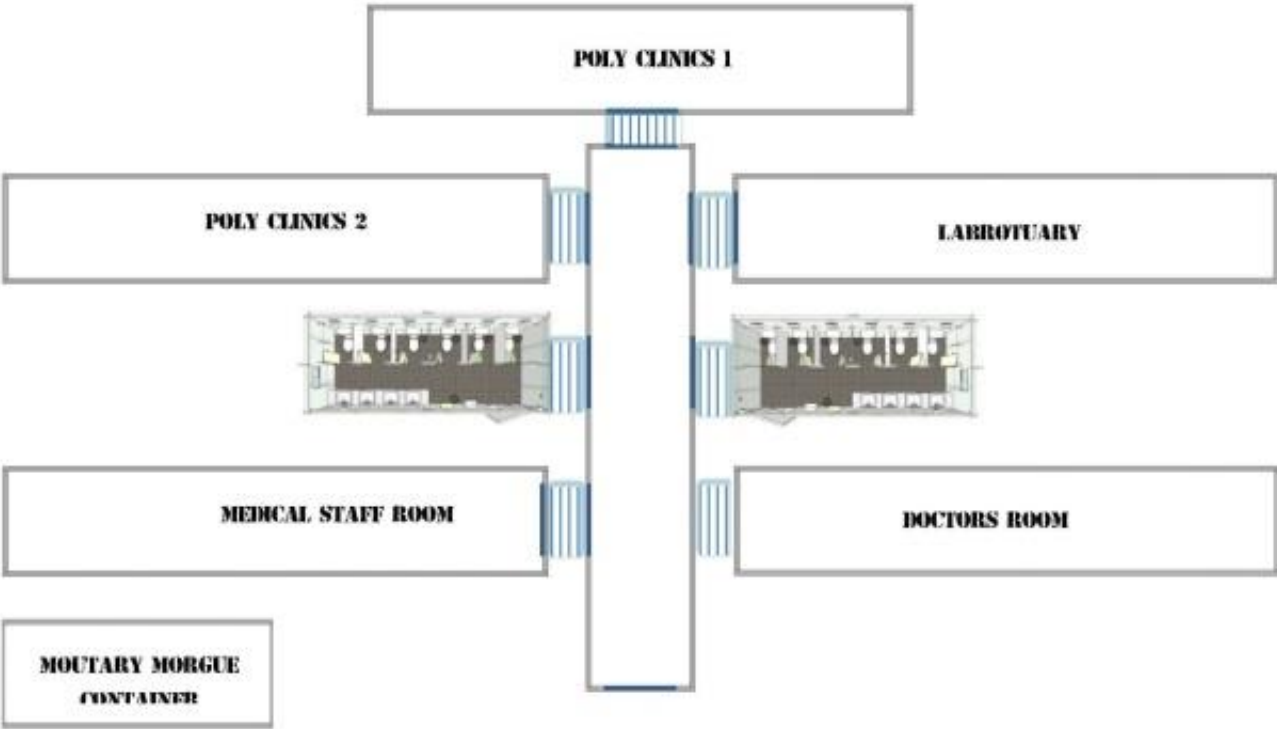 POLY CLINICS 1
POLY CLINICS 2
LABROTUARY
MEDICAL STAFF ROOM
DOCTORS ROOM
MOUTARY MORGUE
CONTAINER